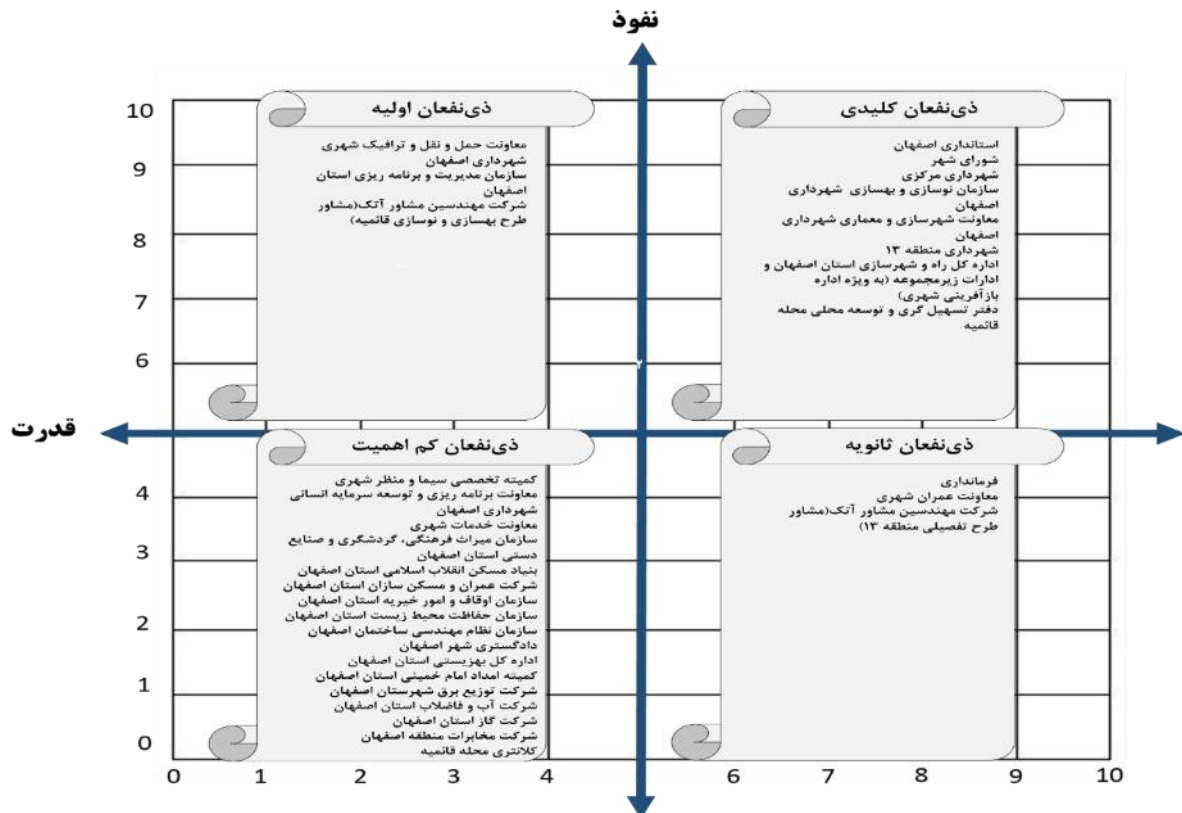 نفوذ
10
9
8
7
6
4
3
2
1
0
ذی‌نفعان کلیدی
استانداری اصفهان
شورای شهر
شهرداری مرکزی
سازمان نوسازی و بهسازی شهرداری
اصفهان
معاونت شهرسازی و معماری شهرداری
اصفهان
شهرداری منطقه ۱۳
اداره کل راه و شهرسازی استان اصفهان و
ادارات زیرمجموعه (به ویژه اداره
بازآفرینی شهری)
دفتر تسهیل گری و توسعه محلی محله
قائمیه
ذی‌نفعان اولیه
معاونت حمل و نقل و ترافیک شهری
شهرداری اصفهان
سازمان مدیریت و برنامه ریزی استان
اصفهان
شرکت مهندسین مشاور آتک(مشاور
طرح بهسازی و نوسازی قائمیه)
۲
قدرت
ذی‌نفعان ثانویه
فرمانداری
معاونت عمران شهری
شرکت مهندسین مشاور آتک(مشاور
طرح تفصیلی منطقه ۱۳)
ذی‌نفعان کم اهمیت
کمیته تخصصی سیما و منظر شهری
معاونت برنامه ریزی و توسعه سرمایه انسانی
شهرداری اصفهان
معاونت خدمات شهری
سازمان میراث فرهنگی، گردشگری و صنایع
دستی استان اصفهان
بنیاد مسکن انقلاب اسلامی استان اصفهان
شرکت عمران و مسکن سازان استان اصفهان
سازمان اوقاف و امور خیریه استان اصفهان
سازمان حفاظت محیط زیست استان اصفهان
سازمان نظام مهندسی ساختمان اصفهان
دادگستری شهر اصفهان
اداره کل بهزیستی استان اصفهان
کمیته امداد امام خمینی استان اصفهان
شرکت توزیع برق شهرستان اصفهان
شرکت آب و فاضلاب استان اصفهان
شرکت گاز استان اصفهان
شرکت مخابرات منطقه اصفهان
کلانتری محله قائمیه
0 1 2 3 4 6 7 8 9 10